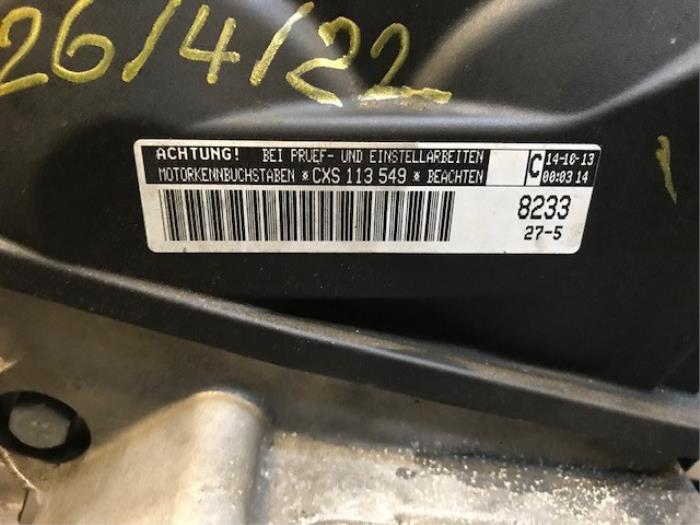 26/4/22
ACHTUNG! BEI PRUEF- UND EINSTELLARBEITEN
MOTORKENNBUCHSTABEN *CXS 113 549* BEACHTEN
C 14-10-13
00:03 14
8233
27-5